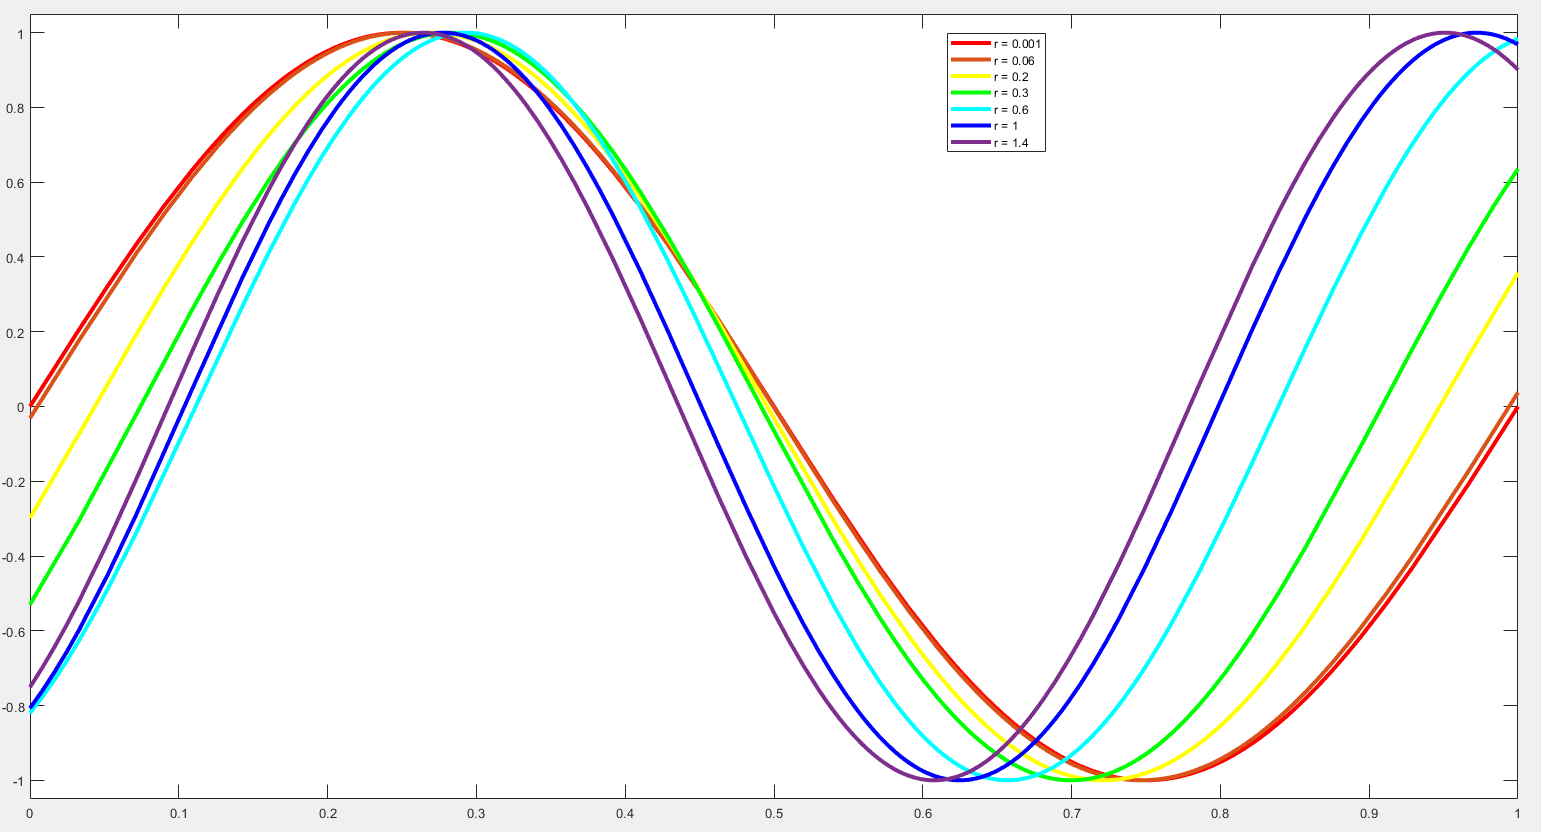 1
0.8
0.6
0.4
0.2
0
-0.2
-0.4
-0.6
-0.8
-1
r = 0.001
r = 0.06
r = 0.2
r = 0.3
r = 0.6
r = 1
r = 1.4
0 0.1 0.2 0.3 0.4 0.5 0.6 0.7 0.8 0.9 1